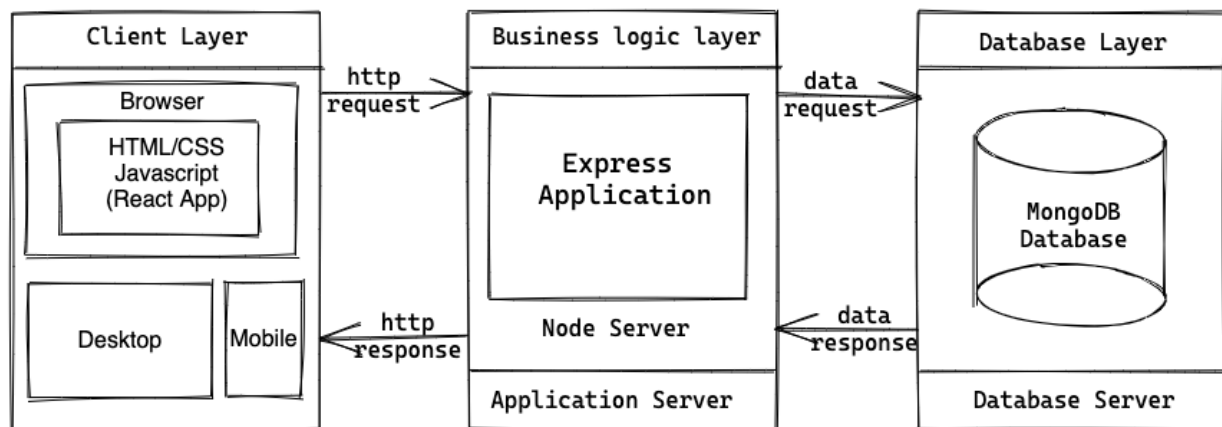 Client Layer
Browser
HTML/CSS
Javascript
(React App)
Desktop
Mobile
http
request
http
response
Business logic layer
Express
Application
Node Server
Application Server
data
request
data
response
Database Layer
MongoDB
Database
Database Server